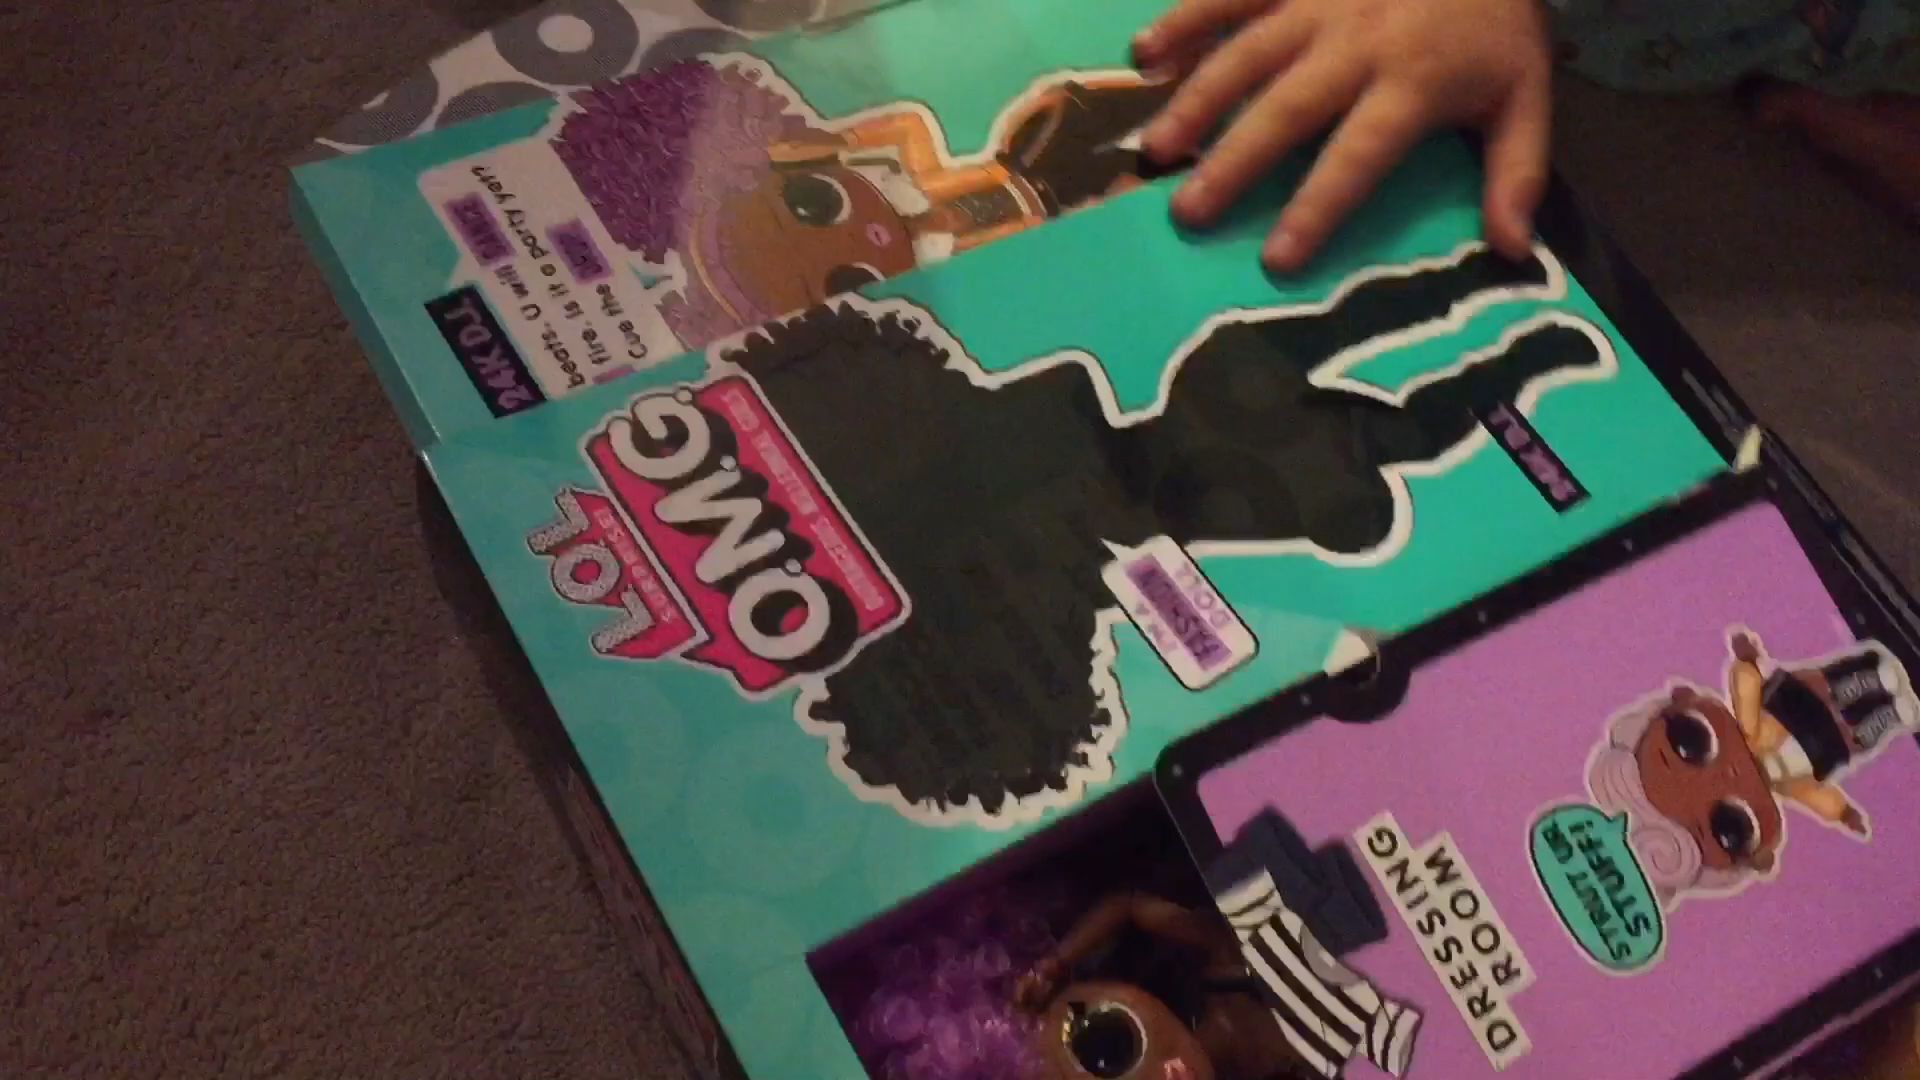 24K D.J.
beats. U will DANCE
fire. Is it a party yet?
Cue the
L.O.L
SURPRISE!
O.M.G.
I'M A
FASHION
DOLL
24K D.J.
DRESSING
ROOM
STRUT UR
STUFF!